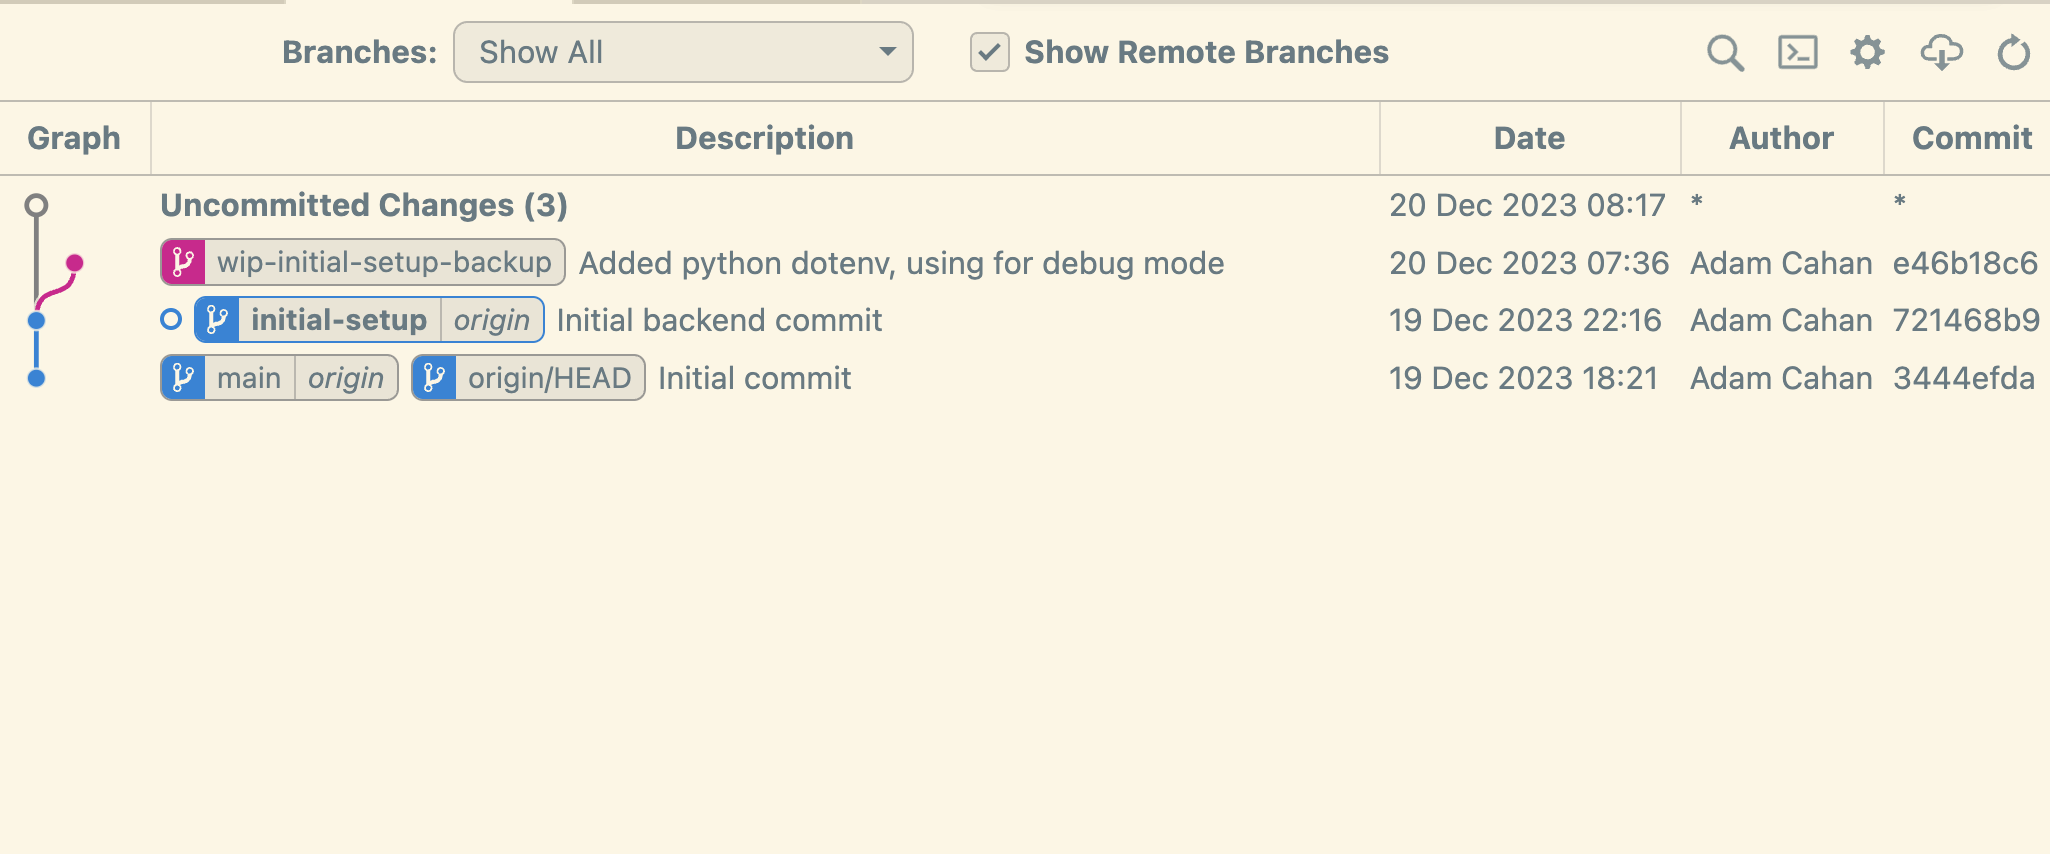 Branches: Show All Show Remote Branches
Graph Description Date Author Commit
Uncommitted Changes (3) 20 Dec 2023 08:17 * *
wip-initial-setup-backup Added python dotenv, using for debug mode 20 Dec 2023 07:36 Adam Cahan e46b18c6
initial-setup origin Initial backend commit 19 Dec 2023 22:16 Adam Cahan 721468b9
main origin origin/HEAD Initial commit 19 Dec 2023 18:21 Adam Cahan 3444efda